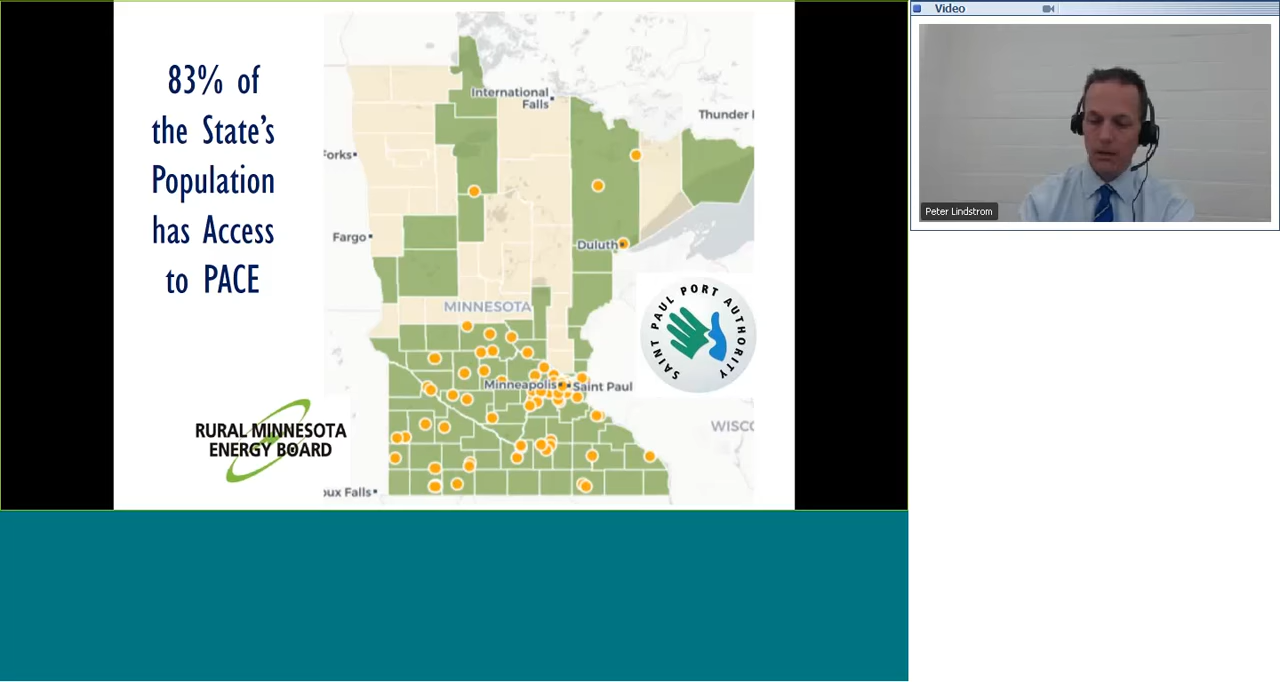 83% of
the State's
Population
has Access
to PACE
International
Falls
Thunder
Forks
Fargo
Duluth
MINNESOTA
SAINT PAUL PORT AUTHORITY
Minneapolis
Saint Paul
RURAL MINNESOTA
ENERGY BOARD
WISC
oux Falls
Video
Peter Lindstrom